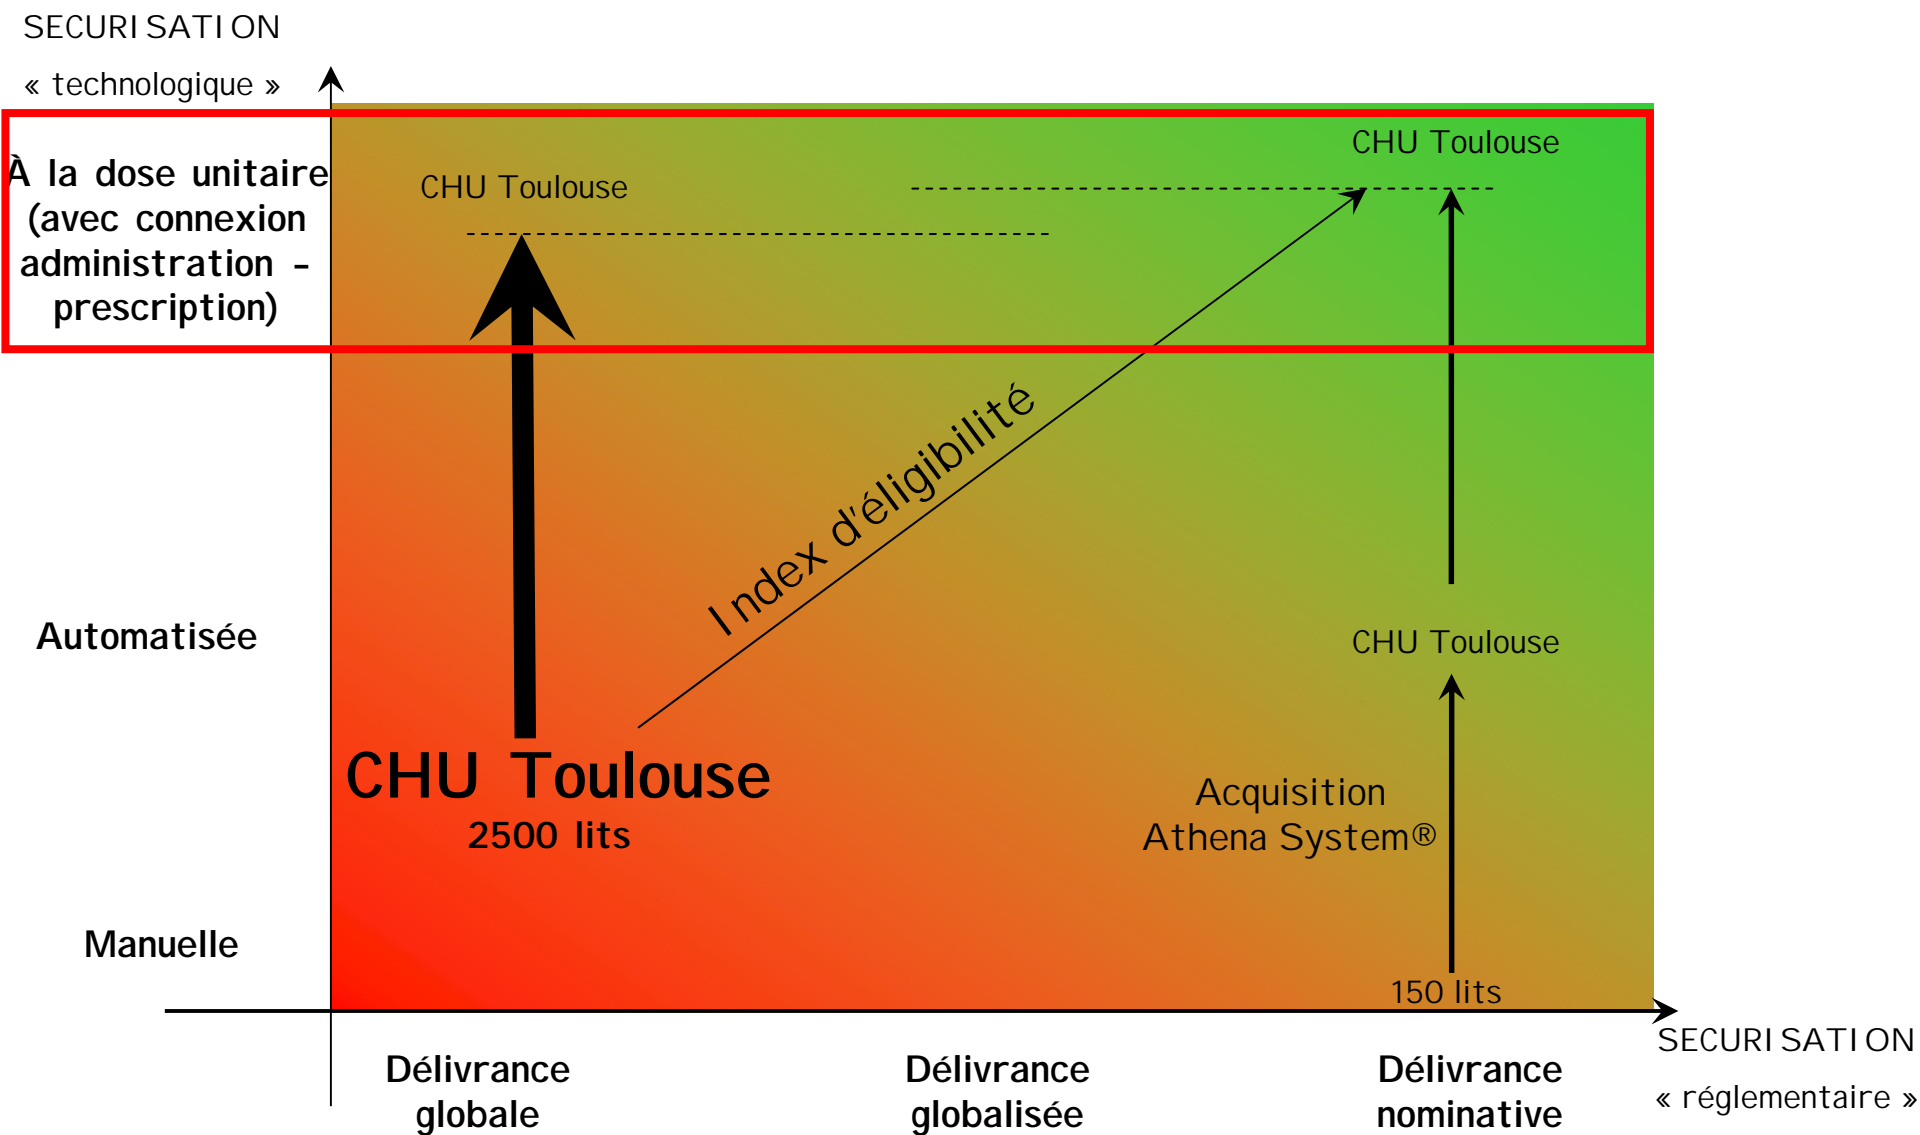 SECURISATION
« technologique »
À la dose unitaire
(avec connexion
administration –
prescription)
CHU Toulouse
CHU Toulouse
Index d'éligibilité
Automatisée
CHU Toulouse
CHU Toulouse
2500 lits
Acquisition
Athena System®
Manuelle
150 lits
SECURISATION
« réglementaire »
Délivrance
globale
Délivrance
globalisée
Délivrance
nominative